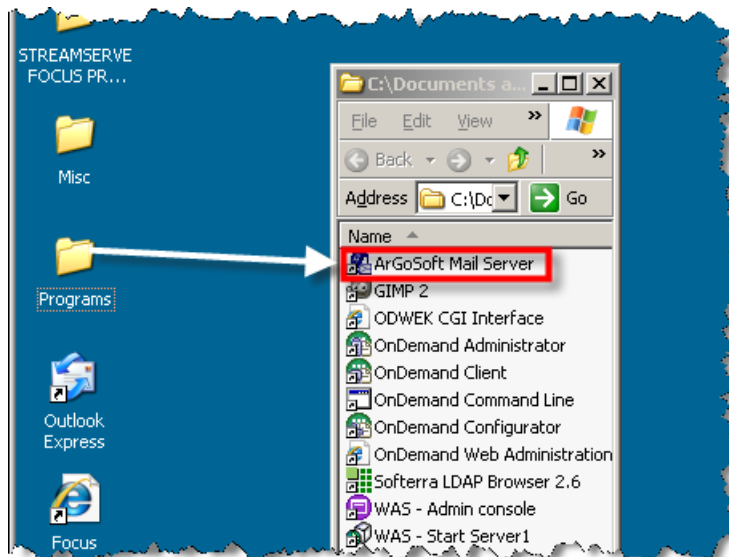 STREAMSERVE
FOCUS PR...
Misc
Programs
Outlook
Express
Focus
C:\Documents a...
File Edit View »
Back »
Address C:\Dc Go
Name
ArGoSoft Mail Server
GIMP 2
ODWEK CGI Interface
OnDemand Administrator
OnDemand Client
OnDemand Command Line
OnDemand Configurator
OnDemand Web Administration
Softerra LDAP Browser 2.6
WAS - Admin console
WAS - Start Server1